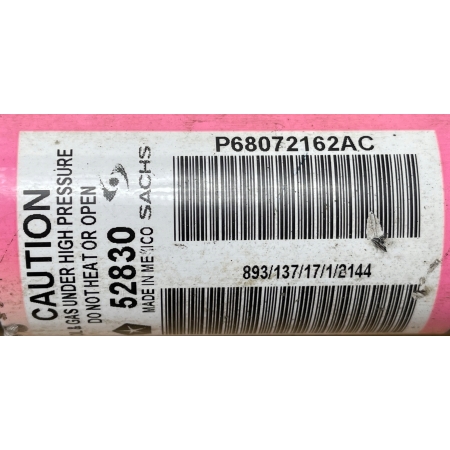 P68072162AC
893/137/17/1/2144
CAUTION
& GAS UNDER HIGH PRESSURE
DO NOT HEAT OR OPEN
52830
MADE IN MEXICO
SACHS